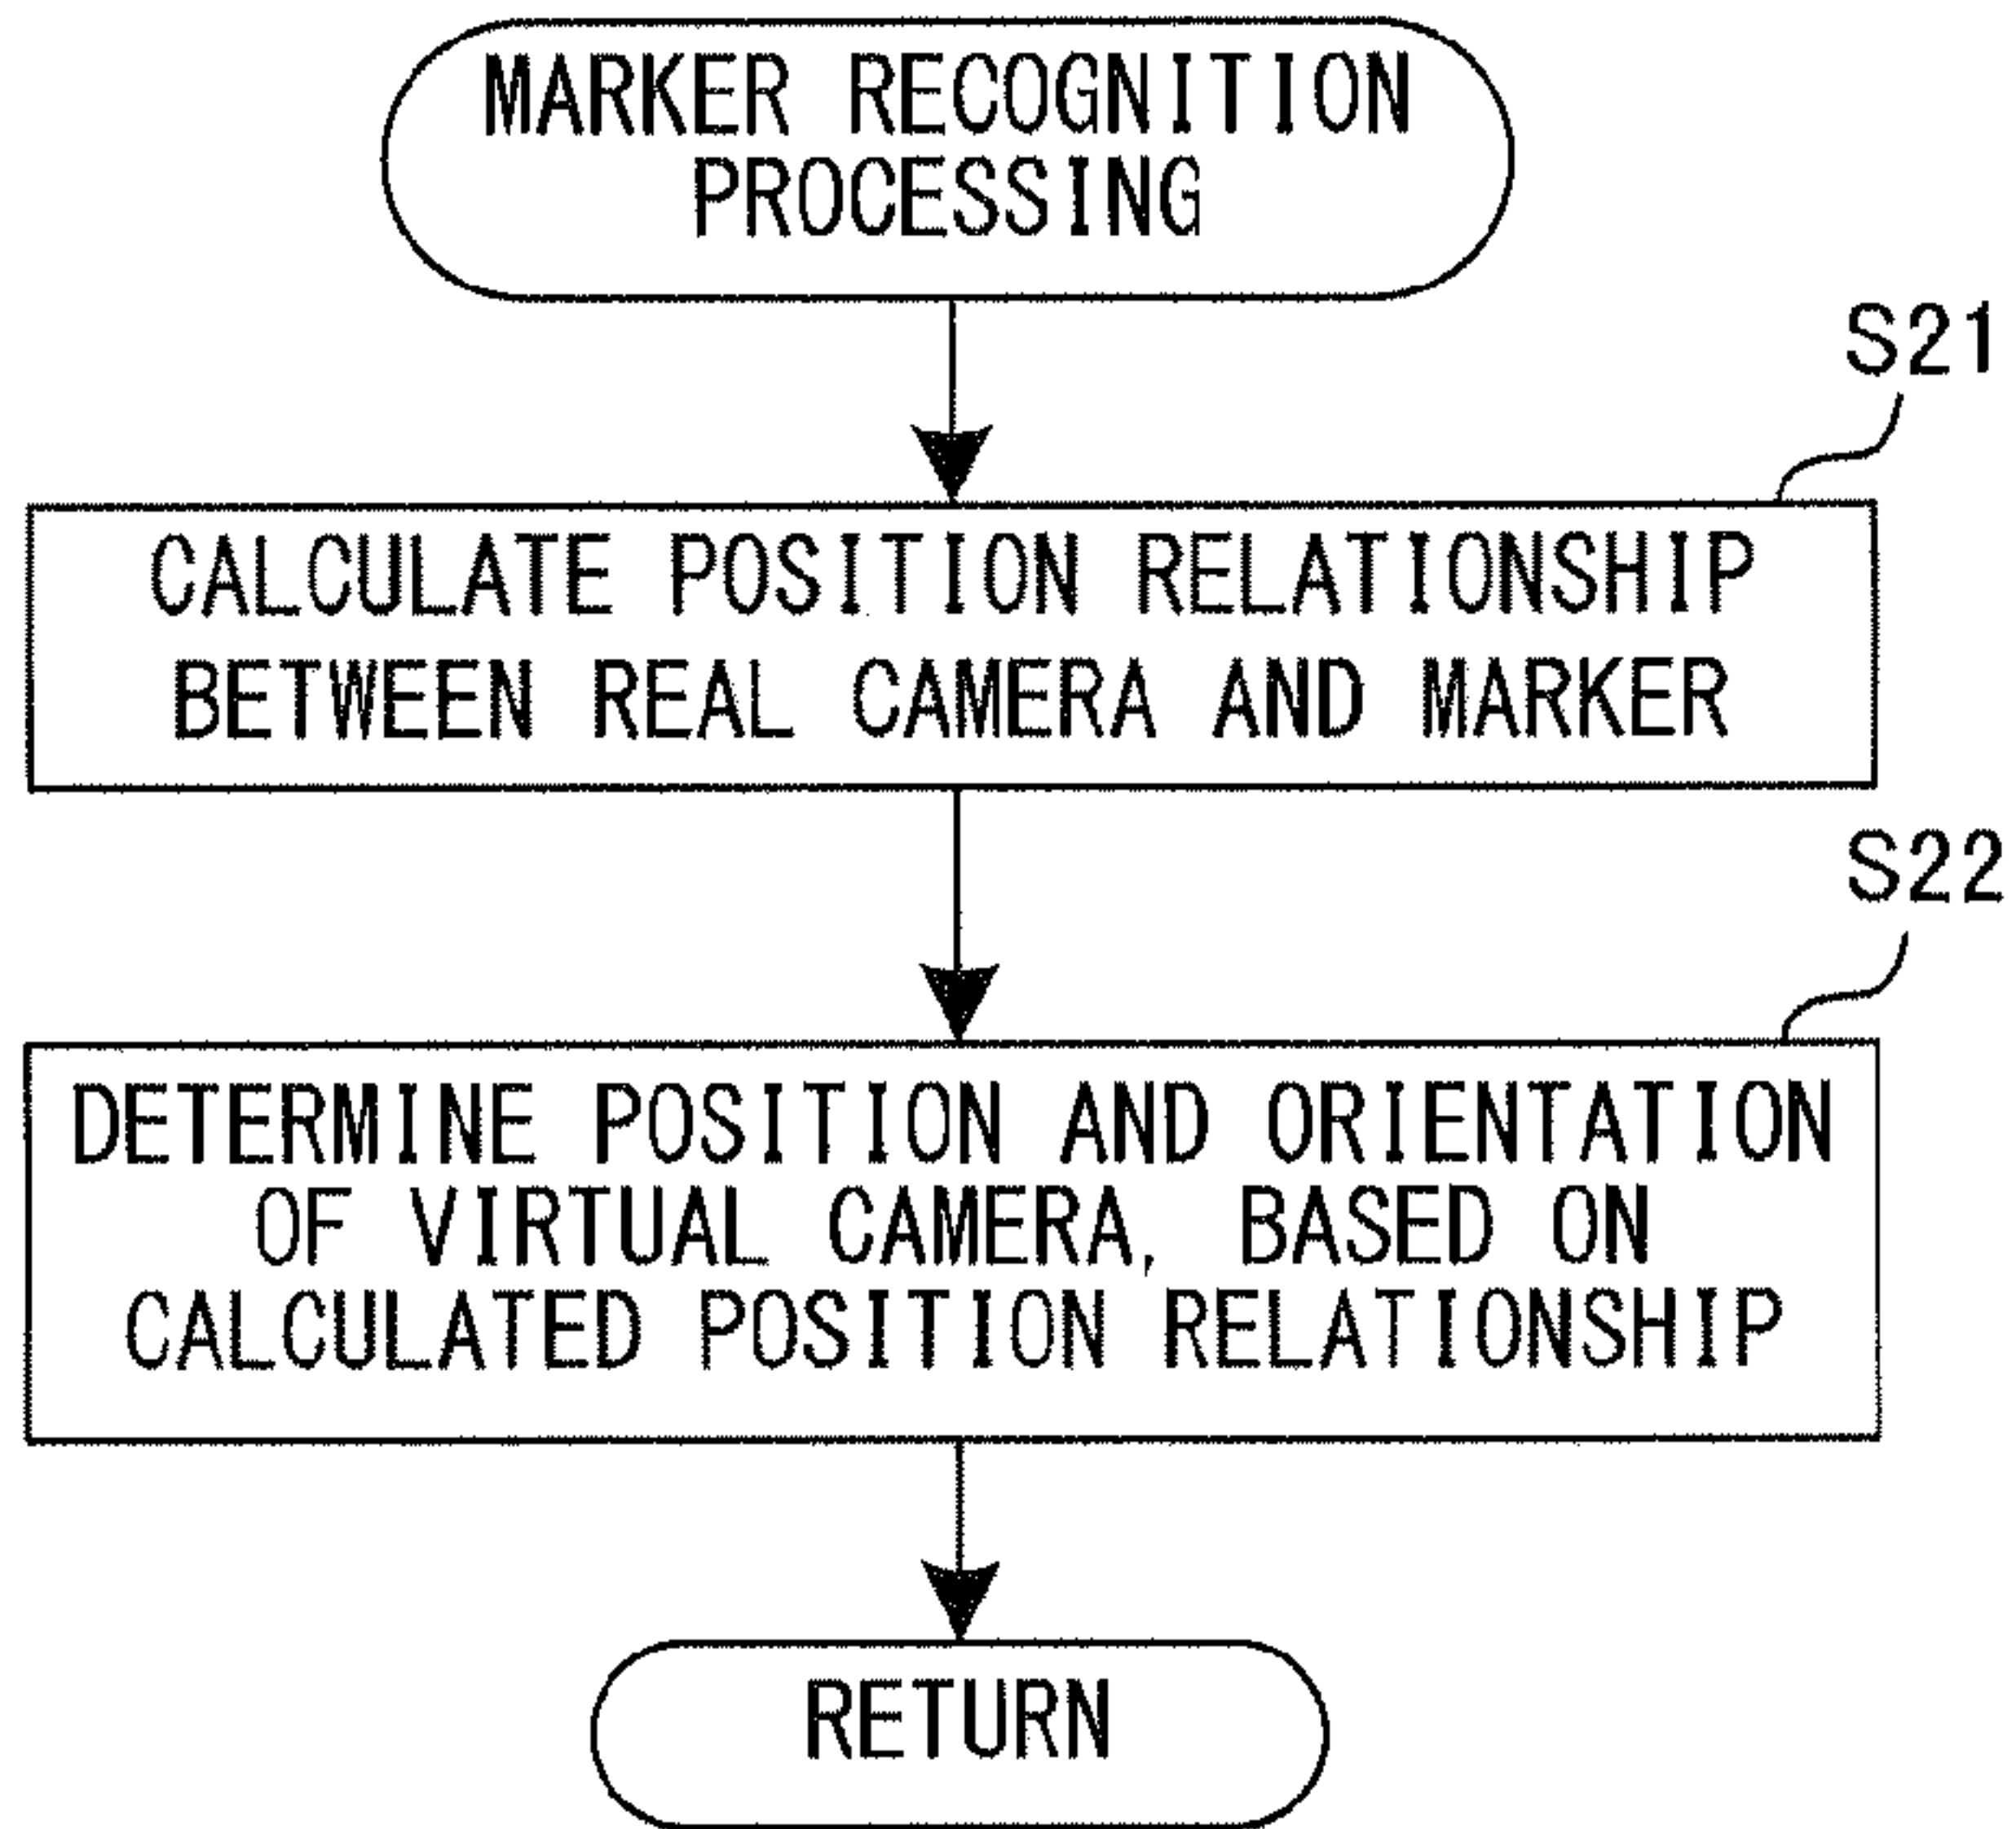 MARKER RECOGNITION
PROCESSING
S21
CALCULATE POSITION RELATIONSHIP
BETWEEN REAL CAMERA AND MARKER
S22
DETERMINE POSITION AND ORIENTATION
OF VIRTUAL CAMERA, BASED ON
CALCULATED POSITION RELATIONSHIP
RETURN